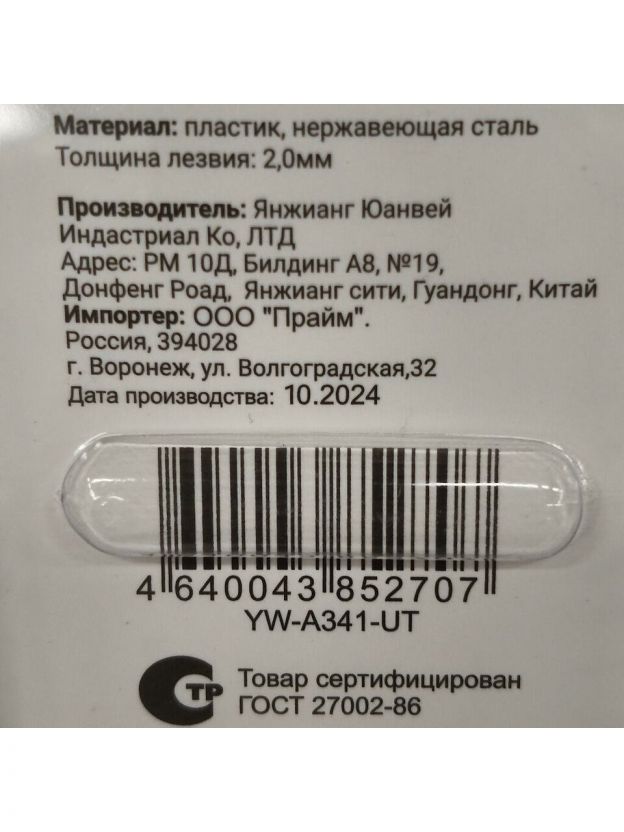 Материал: пластик, нержавеющая сталь
Толщина лезвия: 2,0мм
Производитель: Янжианг Юанвей
Индастриал Ко, ЛТД
Адрес: РМ 10Д, Билдинг А8, №19,
Донфенг Роад, Янжианг сити, Гуандонг, Китай
Импортер: ООО "Прайм".
Россия, 394028
г. Воронеж, ул. Волгоградская,32
Дата производства: 10.2024
4 640043 852707
YW-A341-UT
СТР Товар сертифицирован
ГОСТ 27002-86